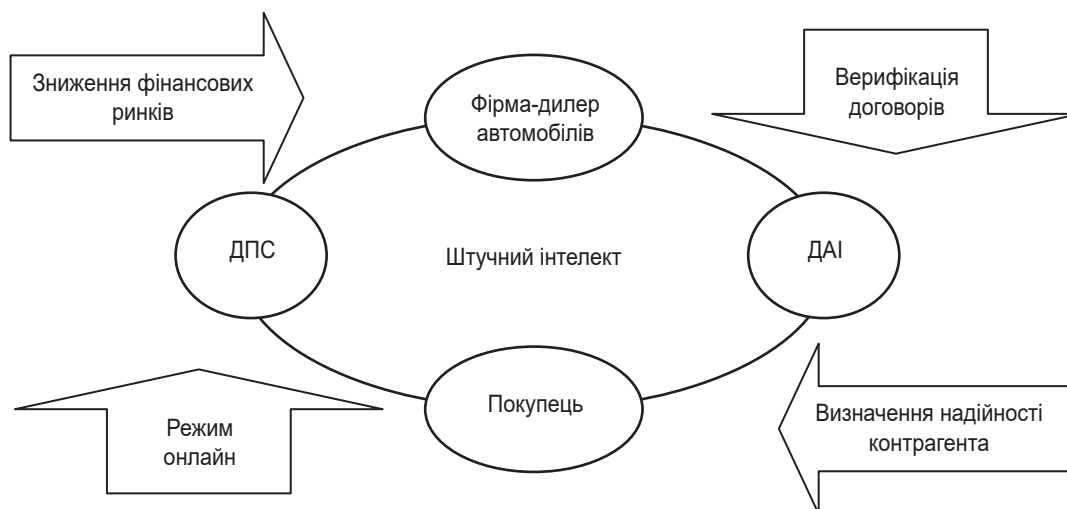 Зниження фінансових
ринків
Фірма-дилер
автомобілів
Верифікація
договорів
ДПС
Штучний інтелект
ДАІ
Режим
онлайн
Покупець
Визначення надійності
контрагента